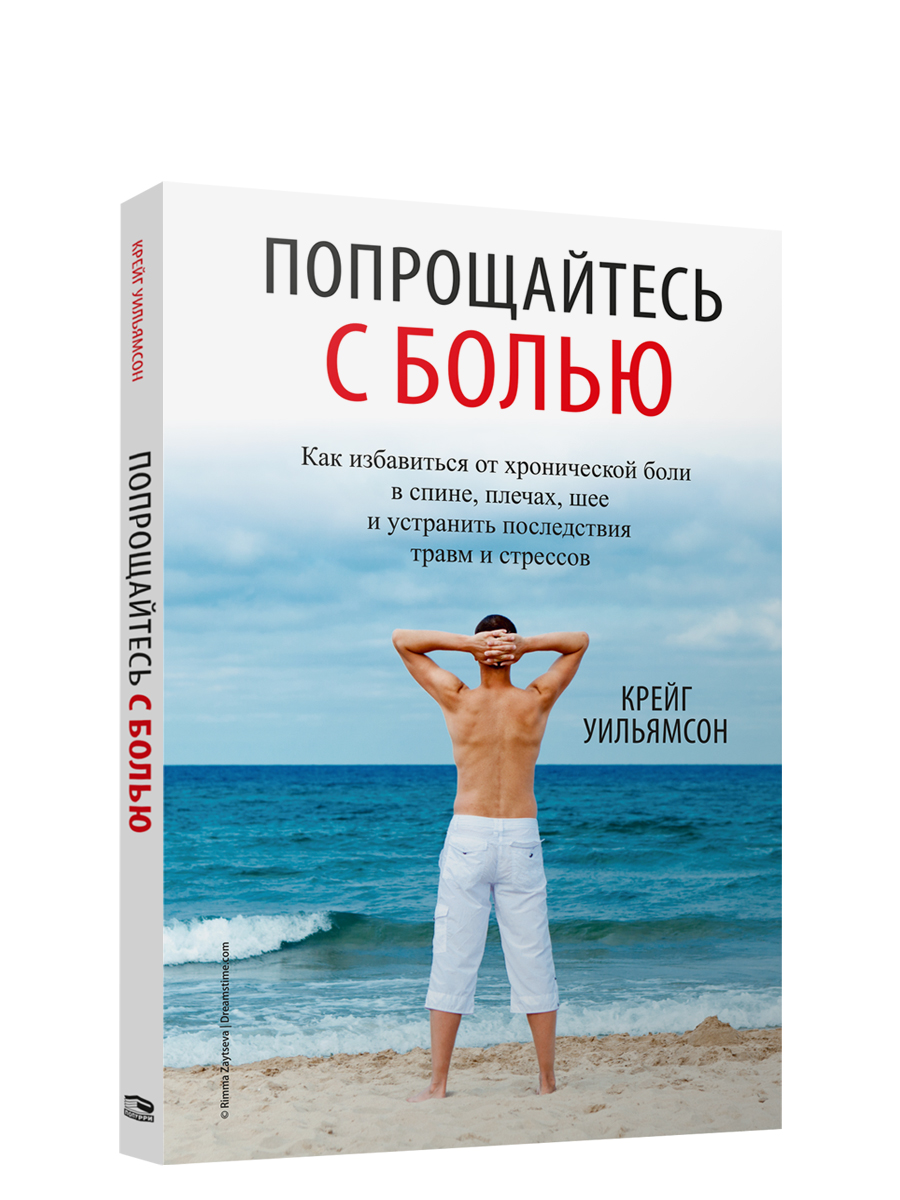 КРЕЙГ УИЛЬЯМСОН
ПОПРОЩАЙТЕСЬ С БОЛЬЮ
ПОПУРРИ
ПОПРОЩАЙТЕСЬ
С БОЛЬЮ
Как избавиться от хронической боли
в спине, плечах, шее
и устранить последствия
травм и стрессов
КРЕЙГ
УИЛЬЯМСОН
© Rimma Zaytseva | Dreamstime.com